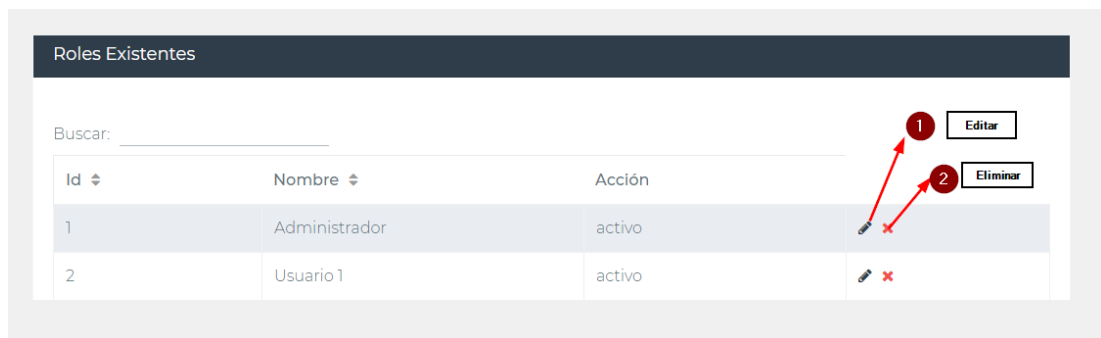 Roles Existentes
1 Editar
Buscar:
Id Nombre Acción
2 Eliminar
1 Administrador activo
2 Usuario 1 activo